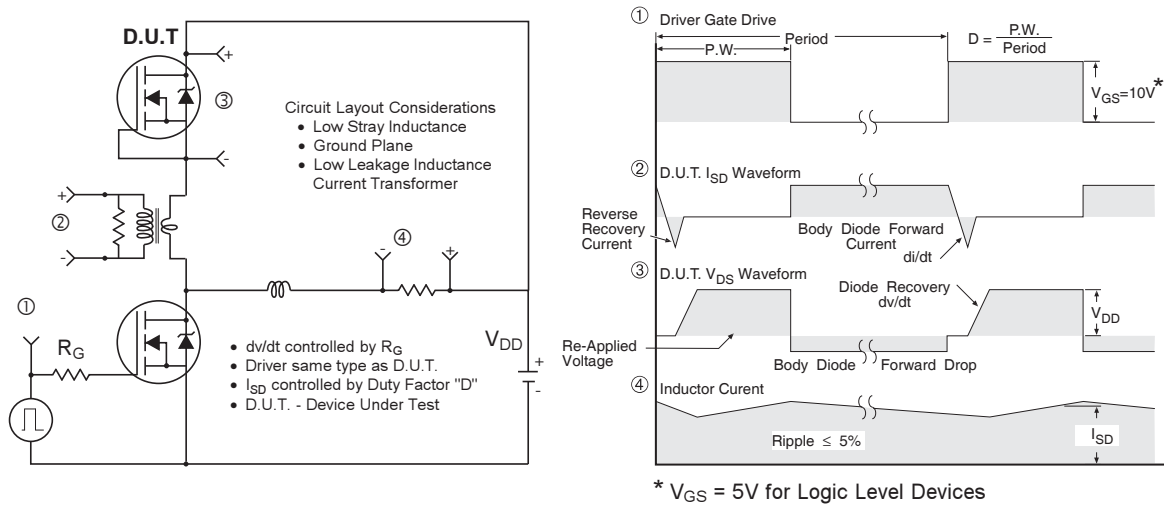 D.U.T
+
③
-
Circuit Layout Considerations
• Low Stray Inductance
• Ground Plane
• Low Leakage Inductance
Current Transformer
+
②
-
④
-
+
①
R_G
V_DD
+
-
• dv/dt controlled by R_G
• Driver same type as D.U.T.
• I_SD controlled by Duty Factor "D"
• D.U.T. - Device Under Test
① Driver Gate Drive
P.W.
Period
D = P.W. / Period
V_GS=10V *
② D.U.T. I_SD Waveform
Reverse
Recovery
Current
Body Diode Forward
Current
di/dt
③ D.U.T. V_DS Waveform
Diode Recovery
dv/dt
V_DD
Re-Applied
Voltage
Body Diode Forward Drop
④ Inductor Curent
Ripple ≤ 5%
I_SD
* V_GS = 5V for Logic Level Devices